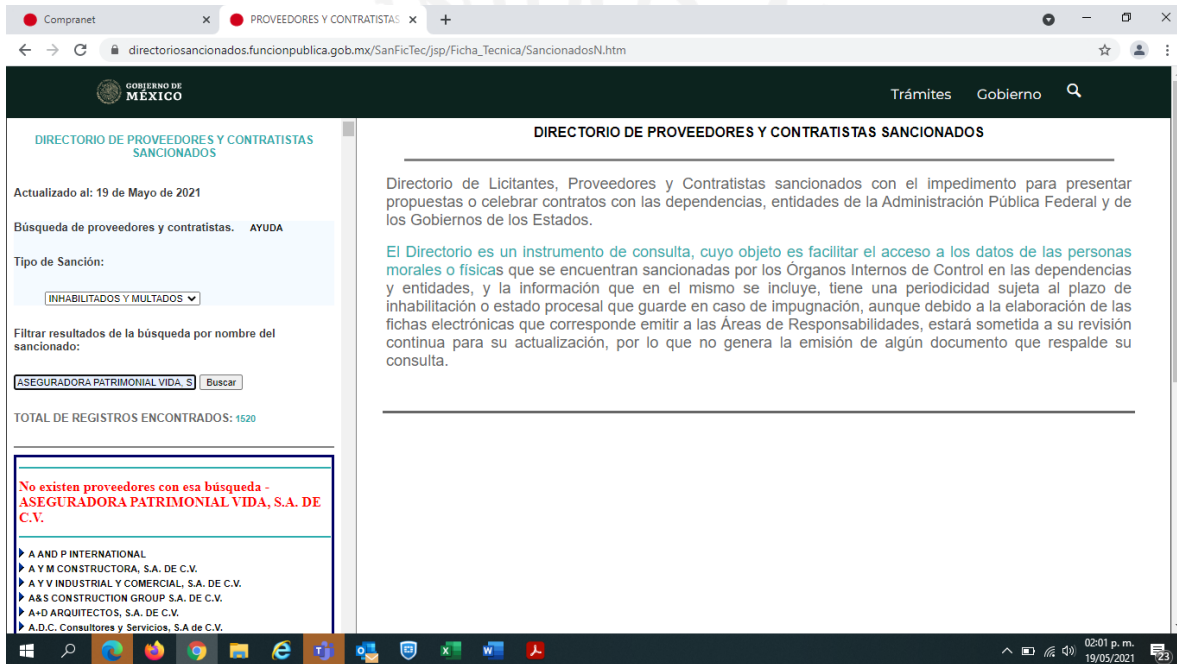 Compranet
PROVEEDORES Y CONTRATISTAS
directoriosancionados.funcionpublica.gob.mx/SanFicTec/jsp/Ficha_Tecnica/SancionadosN.htm
GOBIERNO DE
MÉXICO
Trámites Gobierno
DIRECTORIO DE PROVEEDORES Y CONTRATISTAS
SANCIONADOS
Actualizado al: 19 de Mayo de 2021
Búsqueda de proveedores y contratistas. AYUDA
Tipo de Sanción:
INHABILITADOS Y MULTADOS
Filtrar resultados de la búsqueda por nombre del
sancionado:
ASEGURADORA PATRIMONIAL VIDA, S Buscar
TOTAL DE REGISTROS ENCONTRADOS: 1520
No existen proveedores con esa búsqueda -
ASEGURADORA PATRIMONIAL VIDA, S.A. DE
C.V.
A AND P INTERNATIONAL
A Y M CONSTRUCTORA, S.A. DE C.V.
A Y V INDUSTRIAL Y COMERCIAL, S.A. DE C.V.
A&S CONSTRUCTION GROUP S.A. DE C.V.
A+D ARQUITECTOS, S.A. DE C.V.
A.D.C. Consultores y Servicios, S.A de C.V.
DIRECTORIO DE PROVEEDORES Y CONTRATISTAS SANCIONADOS
Directorio de Licitantes, Proveedores y Contratistas sancionados con el impedimento para presentar
propuestas o celebrar contratos con las dependencias, entidades de la Administración Pública Federal y de
los Gobiernos de los Estados.
El Directorio es un instrumento de consulta, cuyo objeto es facilitar el acceso a los datos de las personas
morales o físicas que se encuentran sancionadas por los Órganos Internos de Control en las dependencias
y entidades, y la información que en el mismo se incluye, tiene una periodicidad sujeta al plazo de
inhabilitación o estado procesal que guarde en caso de impugnación, aunque debido a la elaboración de las
fichas electrónicas que corresponde emitir a las Áreas de Responsabilidades, estará sometida a su revisión
continua para su actualización, por lo que no genera la emisión de algún documento que respalde su
consulta.
02:01 p. m.
19/05/2021
23